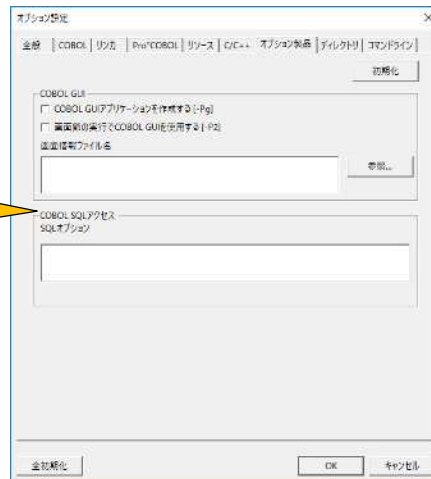 オプション設定
全般 COBOL リンカ Pro*COBOL リソース C/C++ オプション製品 ディレクトリ コマンドライン
初期化
COBOL GUI
COBOL GUIアプリケーションを作成する[-Pg]
画面節の実行でCOBOL GUIを使用する[-P2]
画面情報ファイル名
参照...
COBOL SQLアクセス
SQLオプション
全初期化 OK キャンセル